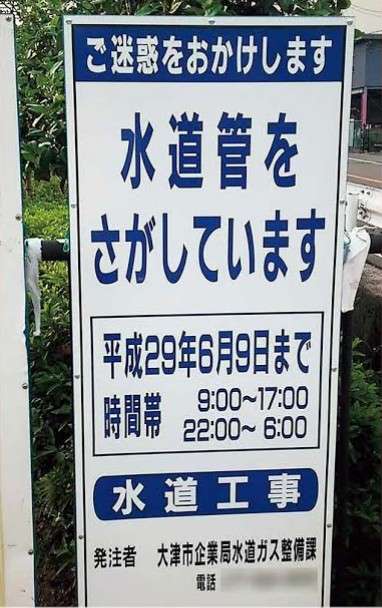 ご迷惑をおかけします
水道管を
さがしています
平成29年6月9日まで
時間帯 9:00～17:00
22:00～ 6:00
水道工事
発注者 大津市企業局水道ガス整備課
電話